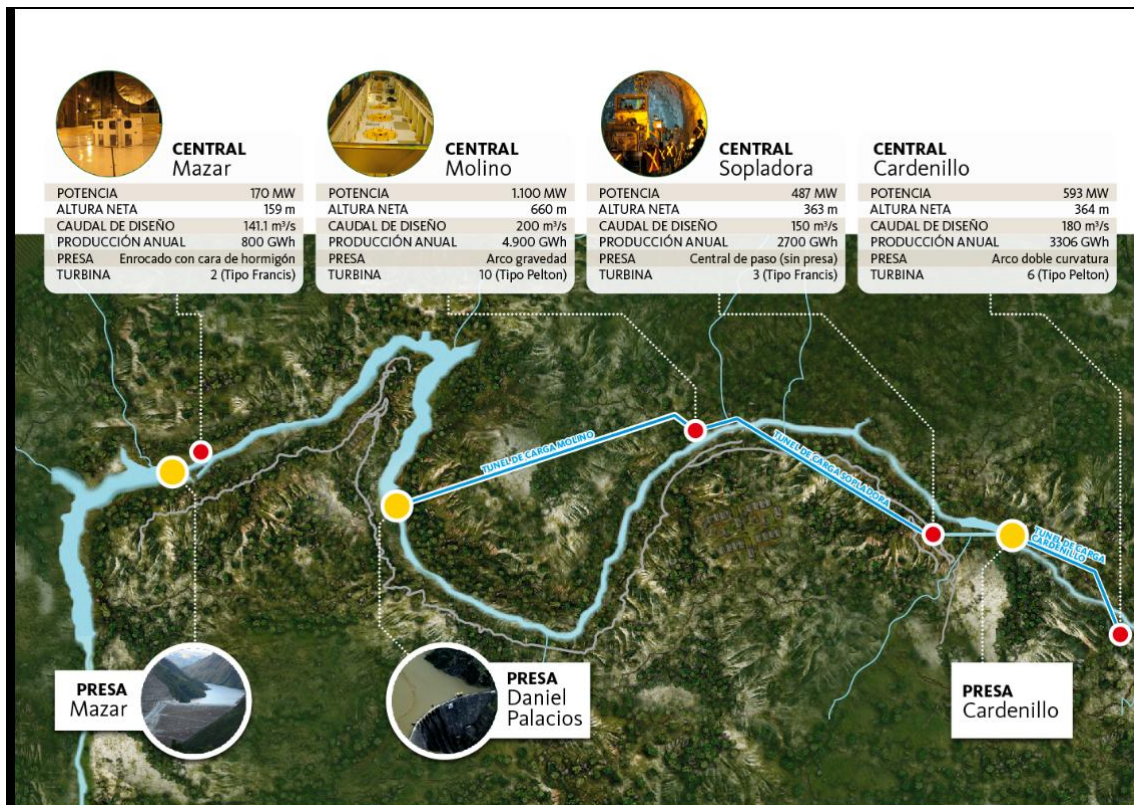 CENTRAL
Mazar
POTENCIA 170 MW
ALTURA NETA 159 m
CAUDAL DE DISEÑO 141.1 m³/s
PRODUCCIÓN ANUAL 800 GWh
PRESA Enrocado con cara de hormigón
TURBINA 2 (Tipo Francis)
CENTRAL
Molino
POTENCIA 1.100 MW
ALTURA NETA 660 m
CAUDAL DE DISEÑO 200 m³/s
PRODUCCIÓN ANUAL 4.900 GWh
PRESA Arco gravedad
TURBINA 10 (Tipo Pelton)
CENTRAL
Sopladora
POTENCIA 487 MW
ALTURA NETA 363 m
CAUDAL DE DISEÑO 150 m³/s
PRODUCCIÓN ANUAL 2700 GWh
PRESA Central de paso (sin presa)
TURBINA 3 (Tipo Francis)
CENTRAL
Cardenillo
POTENCIA 593 MW
ALTURA NETA 364 m
CAUDAL DE DISEÑO 180 m³/s
PRODUCCIÓN ANUAL 3306 GWh
PRESA Arco doble curvatura
TURBINA 6 (Tipo Pelton)
TUNEL DE CARGA MOLINO
TUNEL DE CARGA SOPLADORA
TUNEL DE CARGA
CARDENILLO
PRESA
Mazar
PRESA
Daniel
Palacios
PRESA
Cardenillo